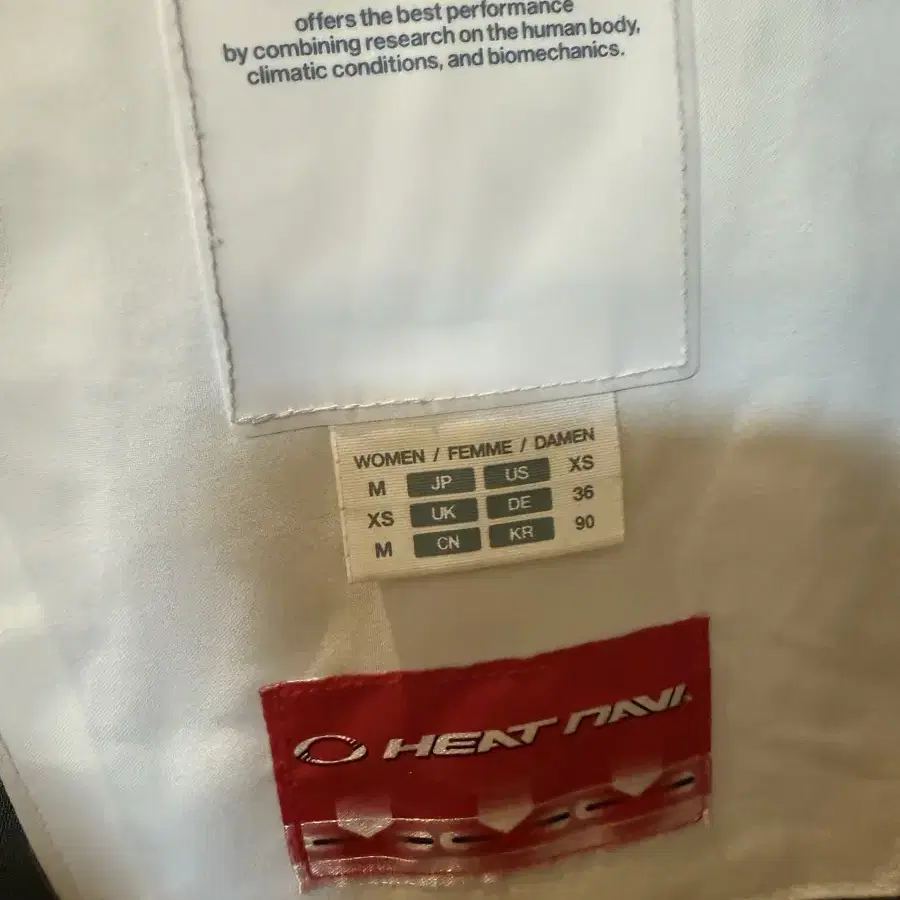 offers the best performance
by combining research on the human body,
climatic conditions, and biomechanics.
WOMEN / FEMME / DAMEN
M JP US XS
XS UK DE 36
M CN KR 90
HEAT NAVI